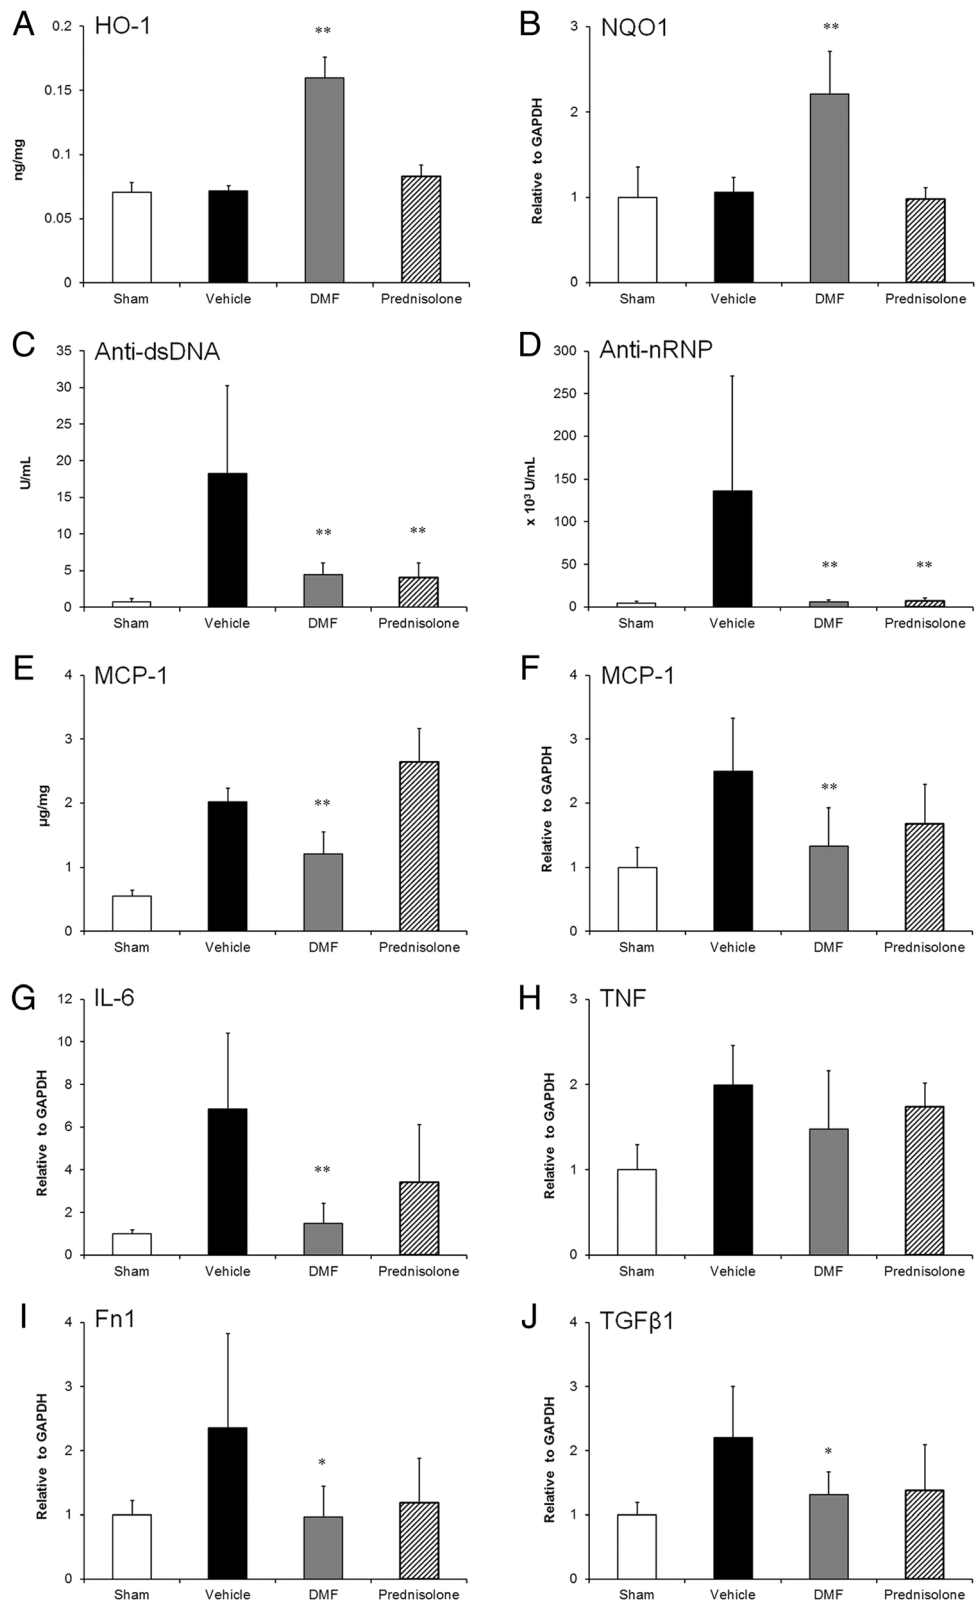 A HO-1
0.2
**
0.15
0.1
0.05
0
ng/mg
Sham Vehicle DMF Prednisolone
B NQO1
3
**
2
1
0
Relative to GAPDH
Sham Vehicle DMF Prednisolone
C Anti-dsDNA
35
30
25
20
15
10
5
0
U/mL
** **
Sham Vehicle DMF Prednisolone
D Anti-nRNP
300
250
200
150
100
50
0
x 10³ U/mL
** **
Sham Vehicle DMF Prednisolone
E MCP-1
4
3
2
1
0
µg/mg
**
Sham Vehicle DMF Prednisolone
F MCP-1
4
3
2
1
0
Relative to GAPDH
**
Sham Vehicle DMF Prednisolone
G IL-6
12
10
8
6
4
2
0
Relative to GAPDH
**
Sham Vehicle DMF Prednisolone
H TNF
3
2
1
0
Relative to GAPDH
Sham Vehicle DMF Prednisolone
I Fn1
4
3
2
1
0
Relative to GAPDH
*
Sham Vehicle DMF Prednisolone
J TGFβ1
4
3
2
1
0
Relative to GAPDH
*
Sham Vehicle DMF Prednisolone